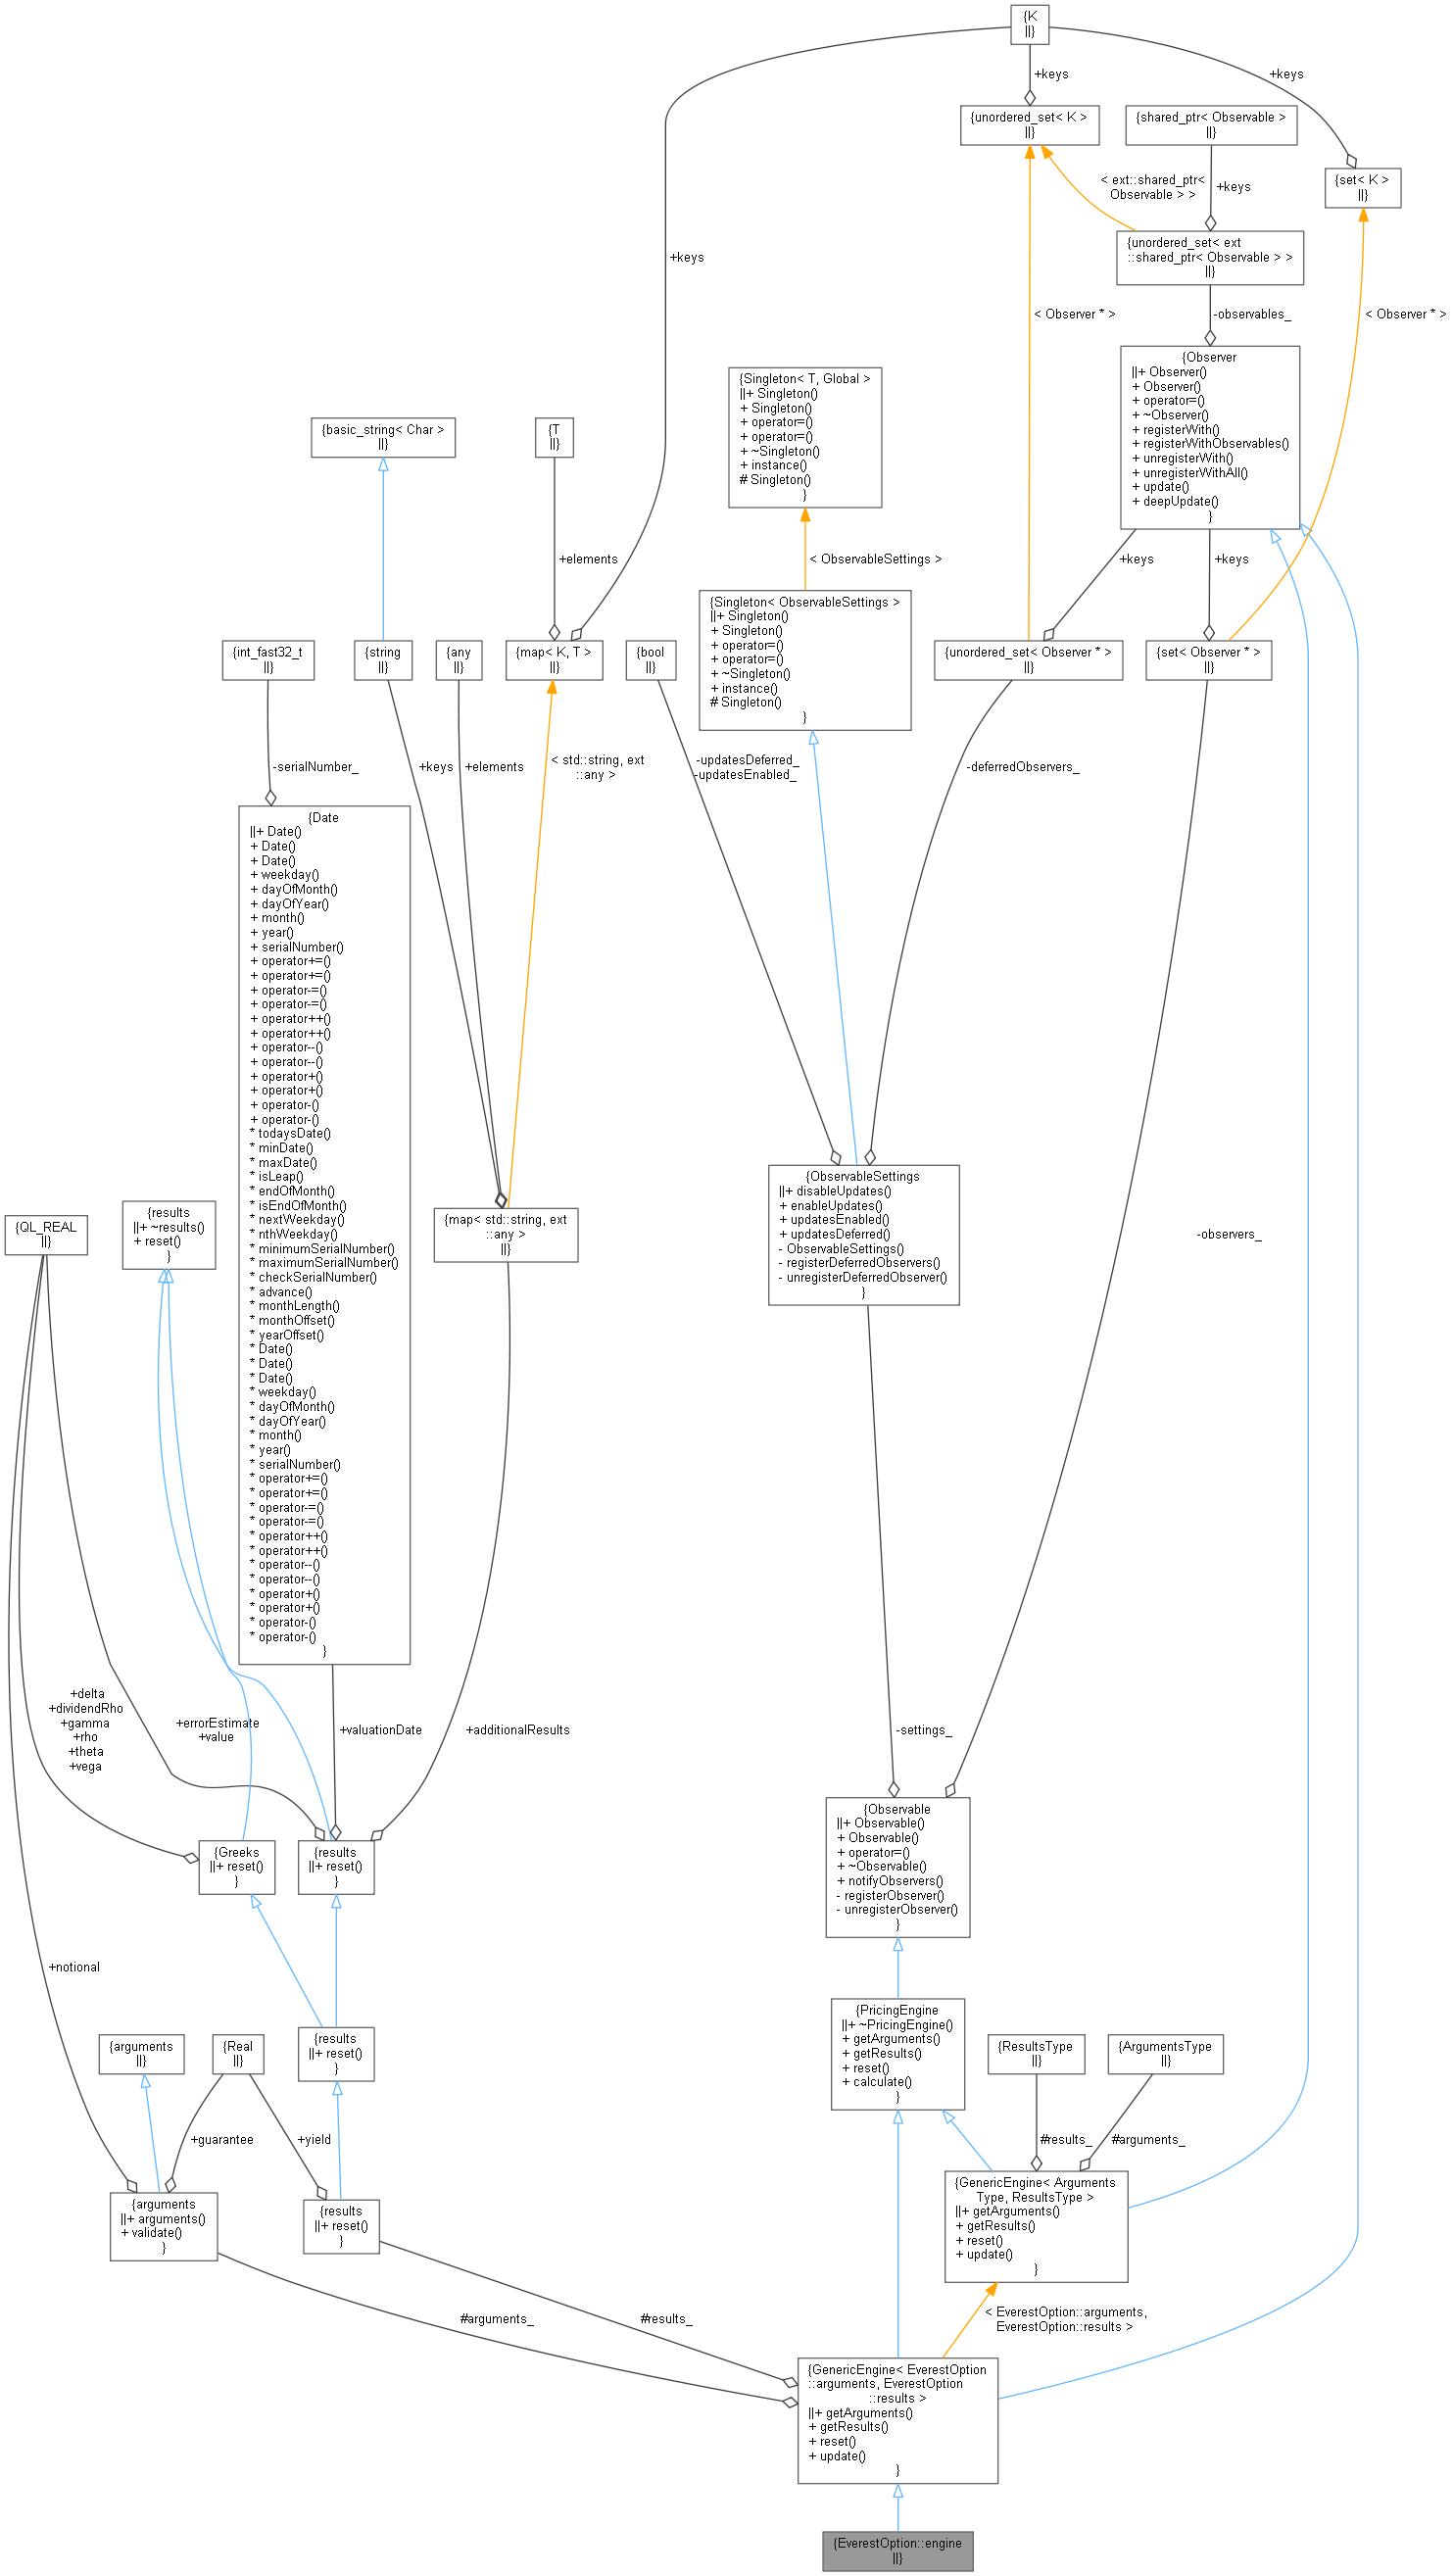 {K
||}
+keys
+keys
{unordered_set< K >
||}
{shared_ptr< Observable >
||}
{set< K >
||}
< ext::shared_ptr<
Observable > >
+keys
{unordered_set< ext
::shared_ptr< Observable > >
||}
+keys
< Observer * >
-observables_
< Observer * >
{Observer
||+ Observer()
+ Observer()
+ operator=()
+ ~Observer()
+ registerWith()
+ registerWithObservables()
+ unregisterWith()
+ unregisterWithAll()
+ update()
+ deepUpdate()
}
{Singleton< T, Global >
||+ Singleton()
+ Singleton()
+ operator=()
+ operator=()
+ ~Singleton()
+ instance()
# Singleton()
}
{basic_string< Char >
||}
{T
||}
+elements
< ObservableSettings >
+keys
+keys
{Singleton< ObservableSettings >
||+ Singleton()
+ Singleton()
+ operator=()
+ operator=()
+ ~Singleton()
+ instance()
# Singleton()
}
{int_fast32_t
||}
{string
||}
{any
||}
{map< K, T >
||}
{bool
||}
{unordered_set< Observer * >
||}
{set< Observer * >
||}
-serialNumber_
+keys
+elements
< std::string, ext
::any >
-updatesDeferred_
-updatesEnabled_
-deferredObservers_
{Date
||+ Date()
+ Date()
+ Date()
+ weekday()
+ dayOfMonth()
+ dayOfYear()
+ month()
+ year()
+ serialNumber()
+ operator+=()
+ operator+=()
+ operator-=()
+ operator-=()
+ operator++()
+ operator++()
+ operator--()
+ operator--()
+ operator+()
+ operator+()
+ operator-()
+ operator-()
* todaysDate()
* minDate()
* maxDate()
* isLeap()
* endOfMonth()
* isEndOfMonth()
* nextWeekday()
* nthWeekday()
* minimumSerialNumber()
* maximumSerialNumber()
* checkSerialNumber()
* advance()
* monthLength()
* monthOffset()
* yearOffset()
* Date()
* Date()
* Date()
* weekday()
* dayOfMonth()
* dayOfYear()
* month()
* year()
* serialNumber()
* operator+=()
* operator+=()
* operator-=()
* operator-=()
* operator++()
* operator++()
* operator--()
* operator--()
* operator+()
* operator+()
* operator-()
* operator-()
}
{QL_REAL
||}
{results
||+ ~results()
+ reset()
}
{map< std::string, ext
::any >
||}
{ObservableSettings
||+ disableUpdates()
+ enableUpdates()
+ updatesEnabled()
+ updatesDeferred()
- ObservableSettings()
- registerDeferredObservers()
- unregisterDeferredObserver()
}
-observers_
+delta
+dividendRho
+gamma
+rho
+theta
+vega
+errorEstimate
+value
+valuationDate
+additionalResults
-settings_
{Observable
||+ Observable()
+ Observable()
+ operator=()
+ ~Observable()
+ notifyObservers()
- registerObserver()
- unregisterObserver()
}
{Greeks
||+ reset()
}
{results
||+ reset()
}
+notional
{PricingEngine
||+ ~PricingEngine()
+ getArguments()
+ getResults()
+ reset()
+ calculate()
}
{arguments
||}
{Real
||}
{results
||+ reset()
}
{ResultsType
||}
{ArgumentsType
||}
+guarantee
+yield
#results_
#arguments_
{arguments
||+ arguments()
+ validate()
}
{results
||+ reset()
}
{GenericEngine< Arguments
Type, ResultsType >
||+ getArguments()
+ getResults()
+ reset()
+ update()
}
#arguments_
#results_
< EverestOption::arguments,
EverestOption::results >
{GenericEngine< EverestOption
::arguments, EverestOption
::results >
||+ getArguments()
+ getResults()
+ reset()
+ update()
}
{EverestOption::engine
||}